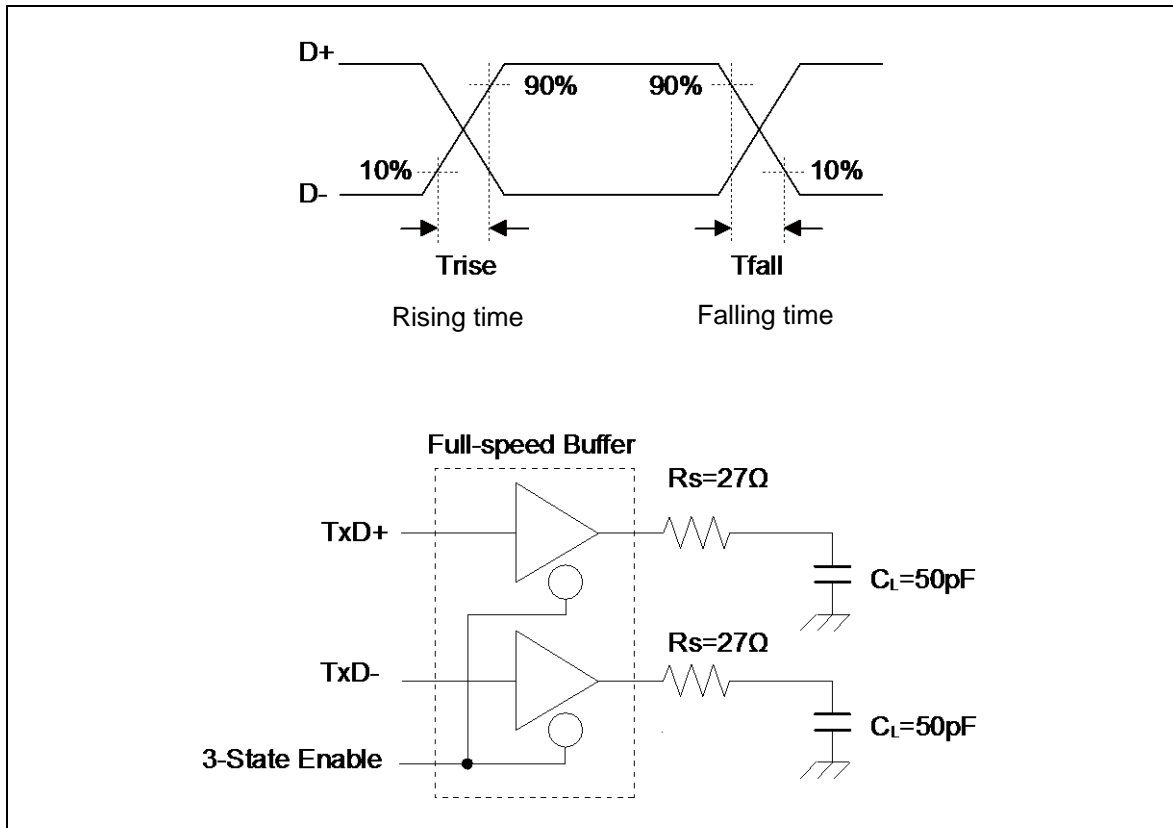 D+
90%
90%
10%
10%
D-
Trise
Tfall
Rising time
Falling time
Full-speed Buffer
Rs=27Ω
TxD+
CL=50pF
Rs=27Ω
TxD-
CL=50pF
3-State Enable